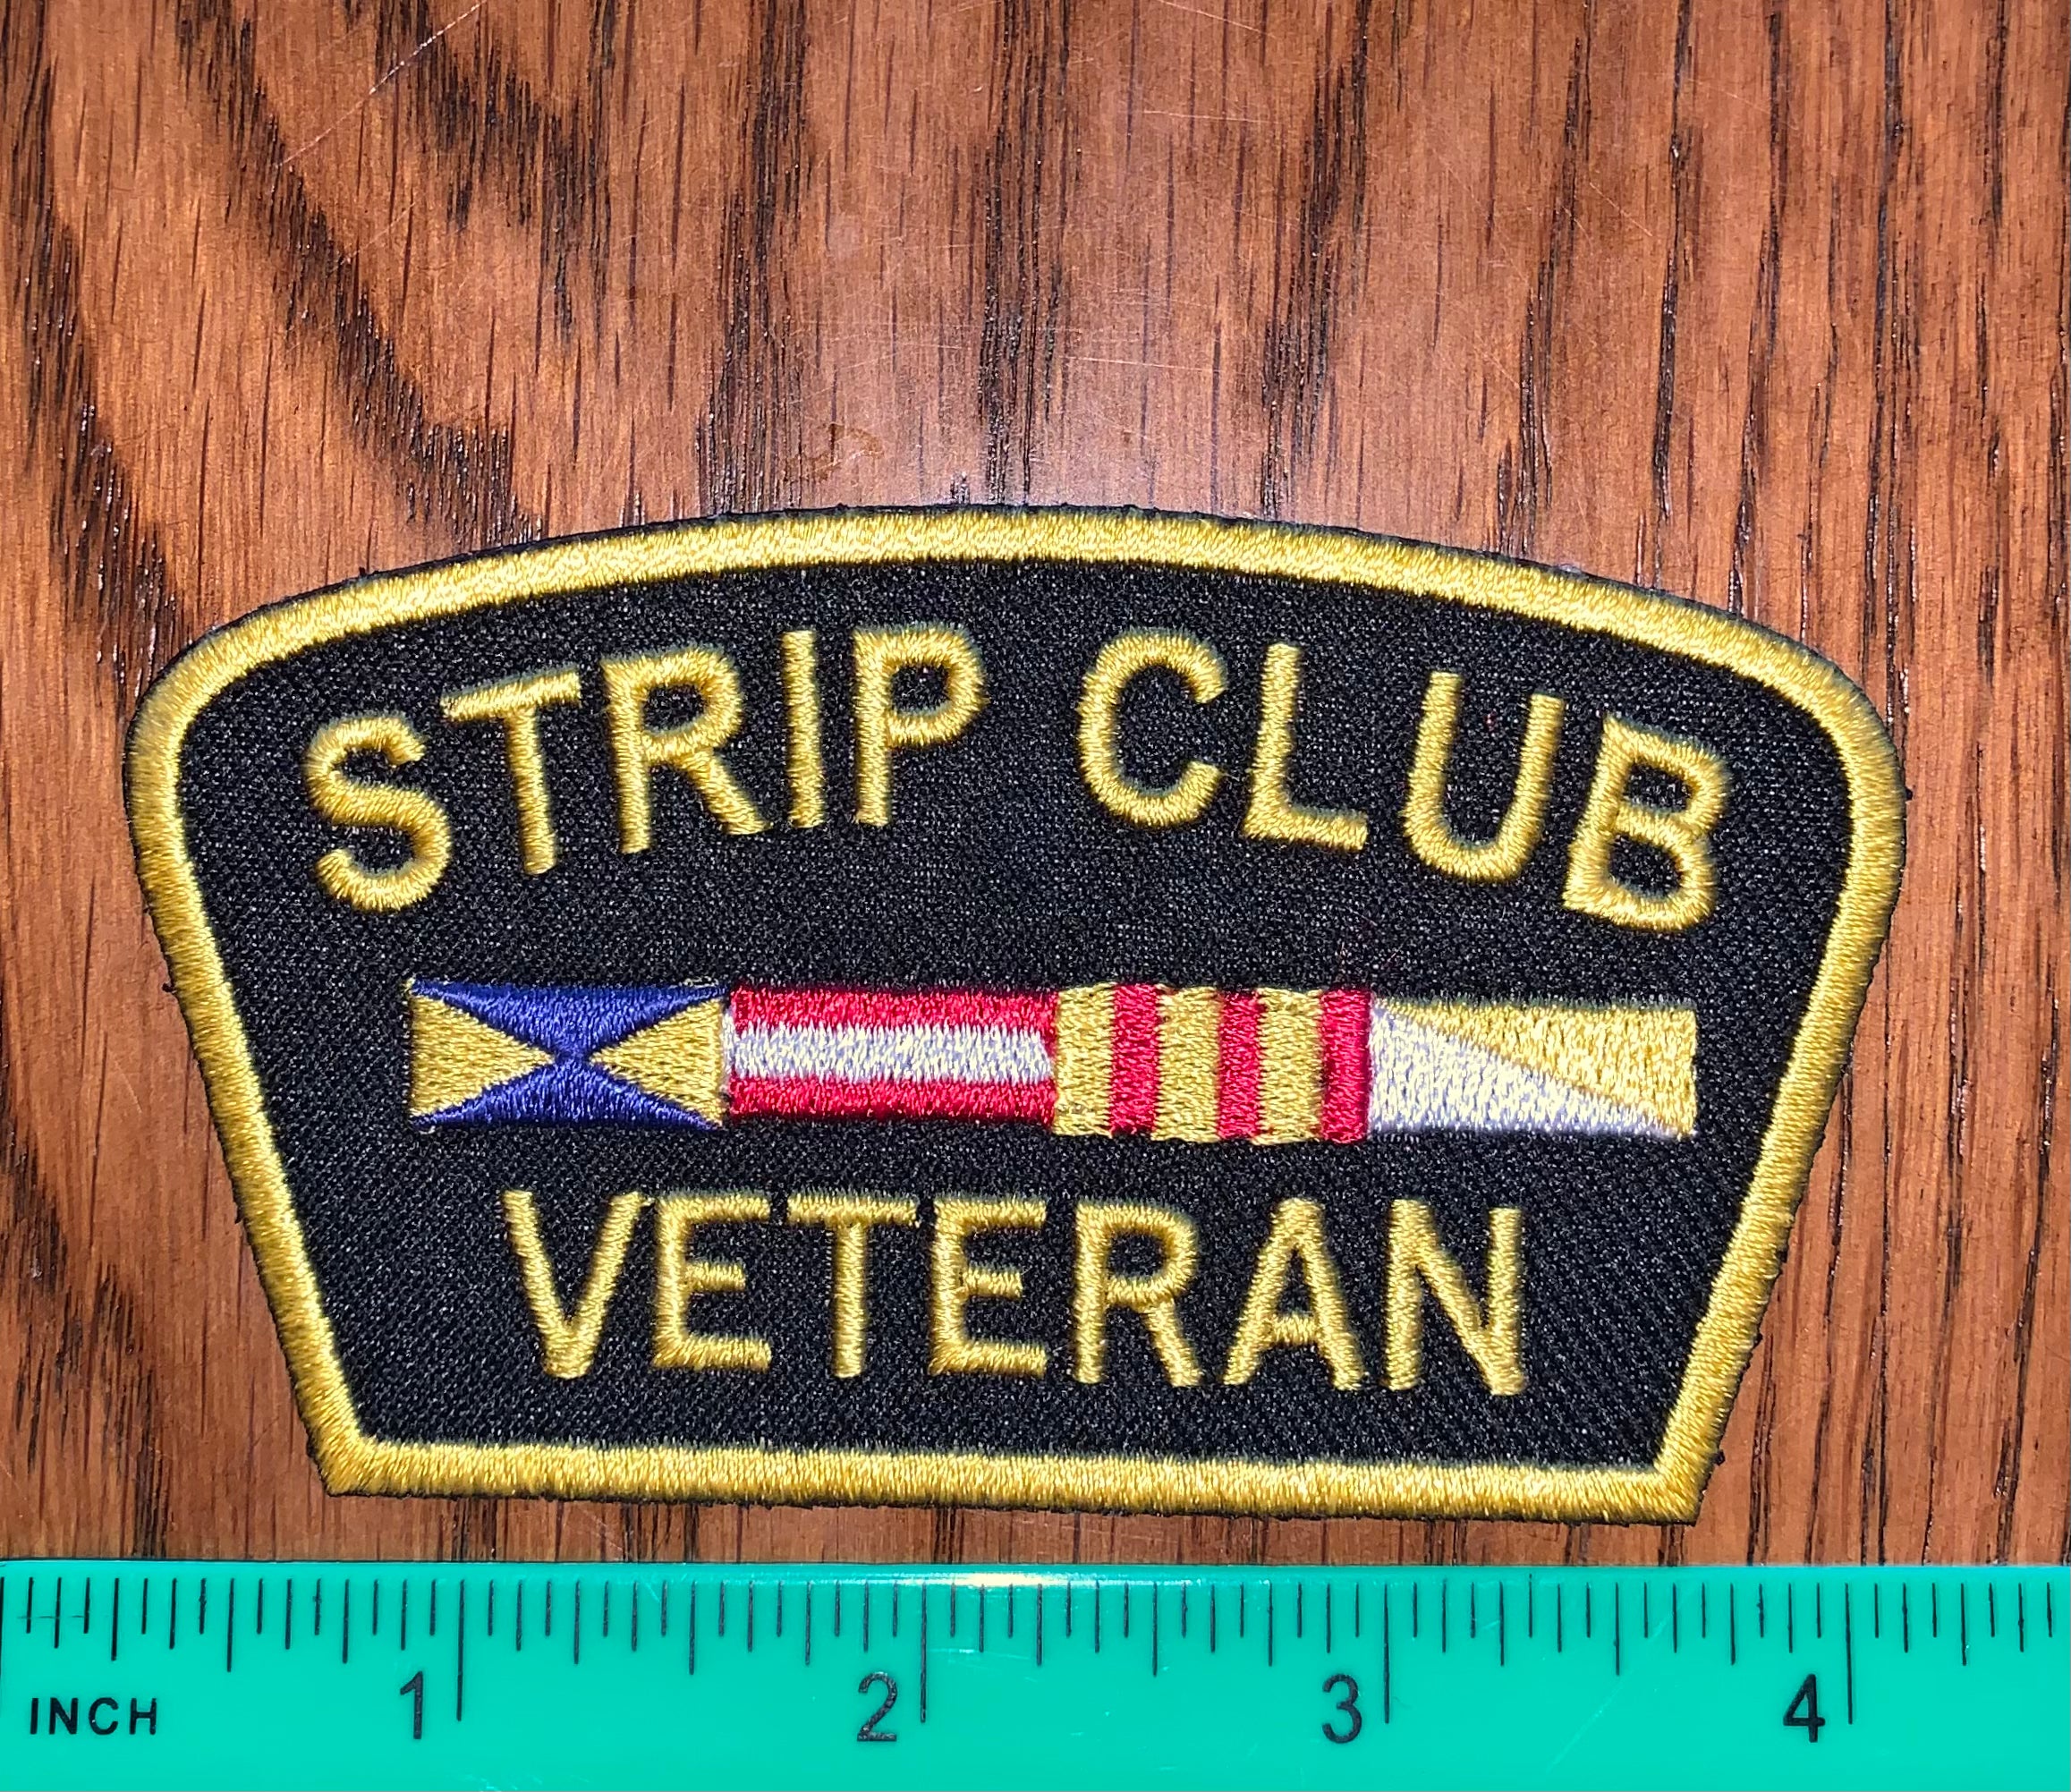 STRIP CLUB
VETERAN
1 2 3 4
INCH